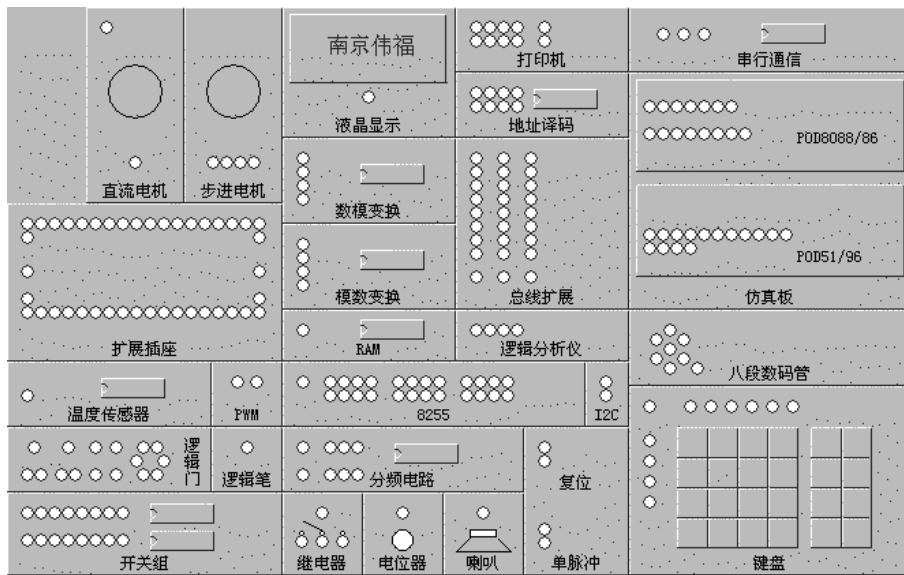 南京伟福
液晶显示
打印机
串行通信
地址译码
POD8088/86
直流电机
步进电机
数模变换
模数变换
总线扩展
POD51/96
仿真板
扩展插座
RAM
逻辑分析仪
八段数码管
温度传感器
PWM
8255
I2C
逻辑门
逻辑笔
分频电路
复位
开关组
继电器
电位器
喇叭
单脉冲
键盘